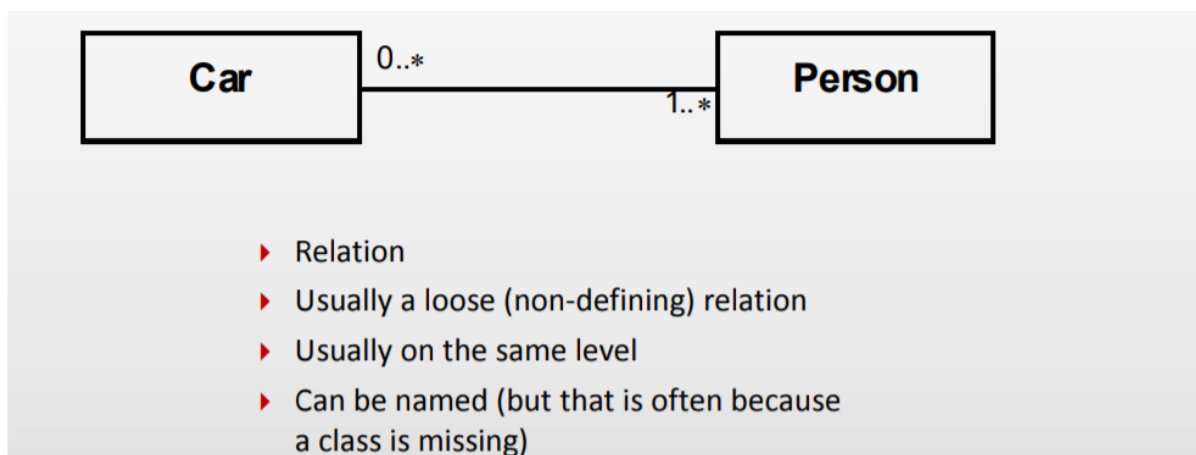 Car
0..*
1..*
Person
Relation
Usually a loose (non-defining) relation
Usually on the same level
Can be named (but that is often because
a class is missing)